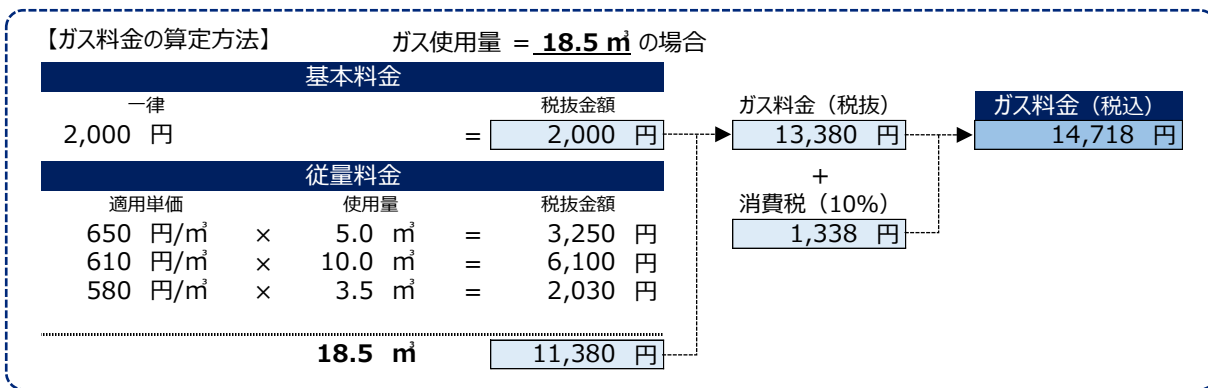 【ガス料金の算定方法】 ガス使用量 = 18.5 ㎥ の場合
基本料金
一律 税抜金額
2,000 円 = 2,000 円
従量料金
適用単価 使用量 税抜金額
650 円/㎥ × 5.0 ㎥ = 3,250 円
610 円/㎥ × 10.0 ㎥ = 6,100 円
580 円/㎥ × 3.5 ㎥ = 2,030 円
18.5 ㎥ 11,380 円
ガス料金（税抜）
13,380 円
+
消費税（10%）
1,338 円
ガス料金（税込）
14,718 円